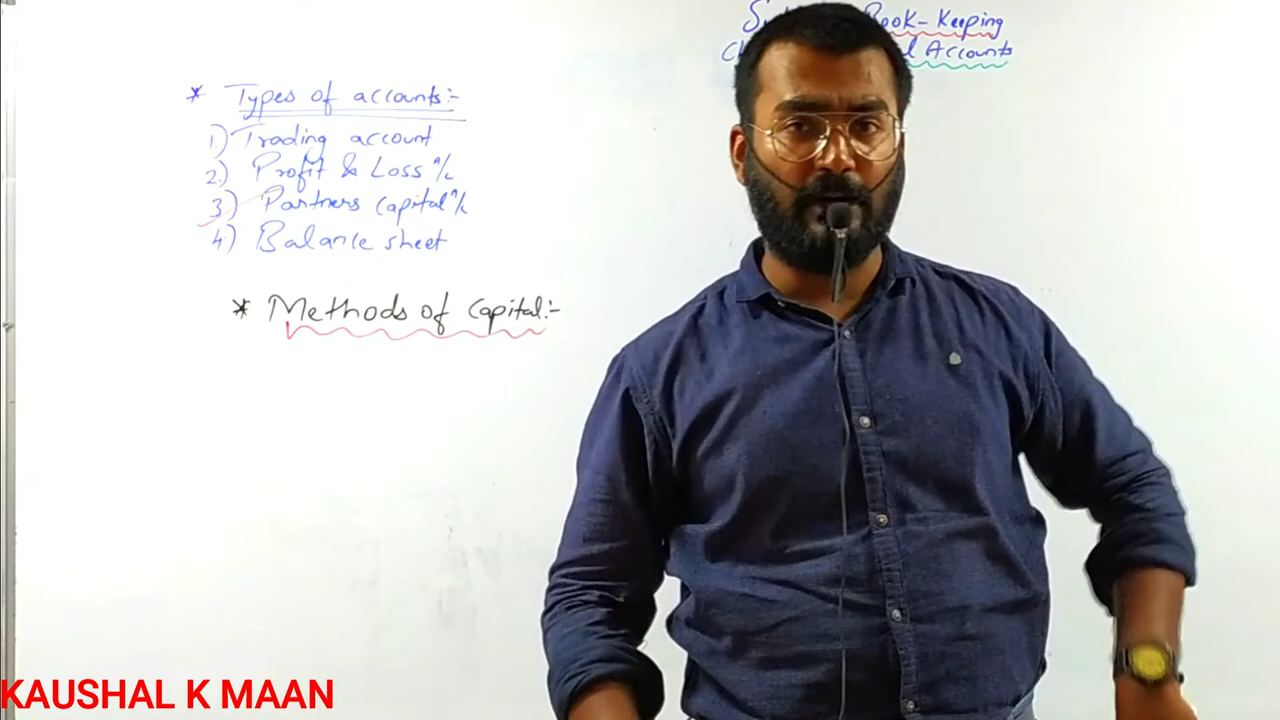 Book-Keeping
Accounts
* Types of accounts:-
1) Trading account
2) Profit & Loss a/c
3) Partners capital a/c
4) Balance sheet
* Methods of capital:-
KAUSHAL K MAAN